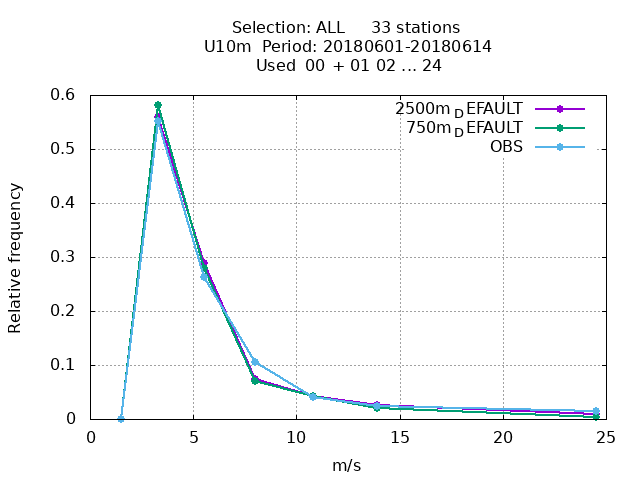 Selection: ALL 33 stations
U10m Period: 20180601-20180614
Used 00 + 01 02 ... 24
2500m_DEFAULT
750m_DEFAULT
OBS
0.6
0.5
0.4
0.3
0.2
0.1
0
Relative frequency
0 5 10 15 20 25
m/s